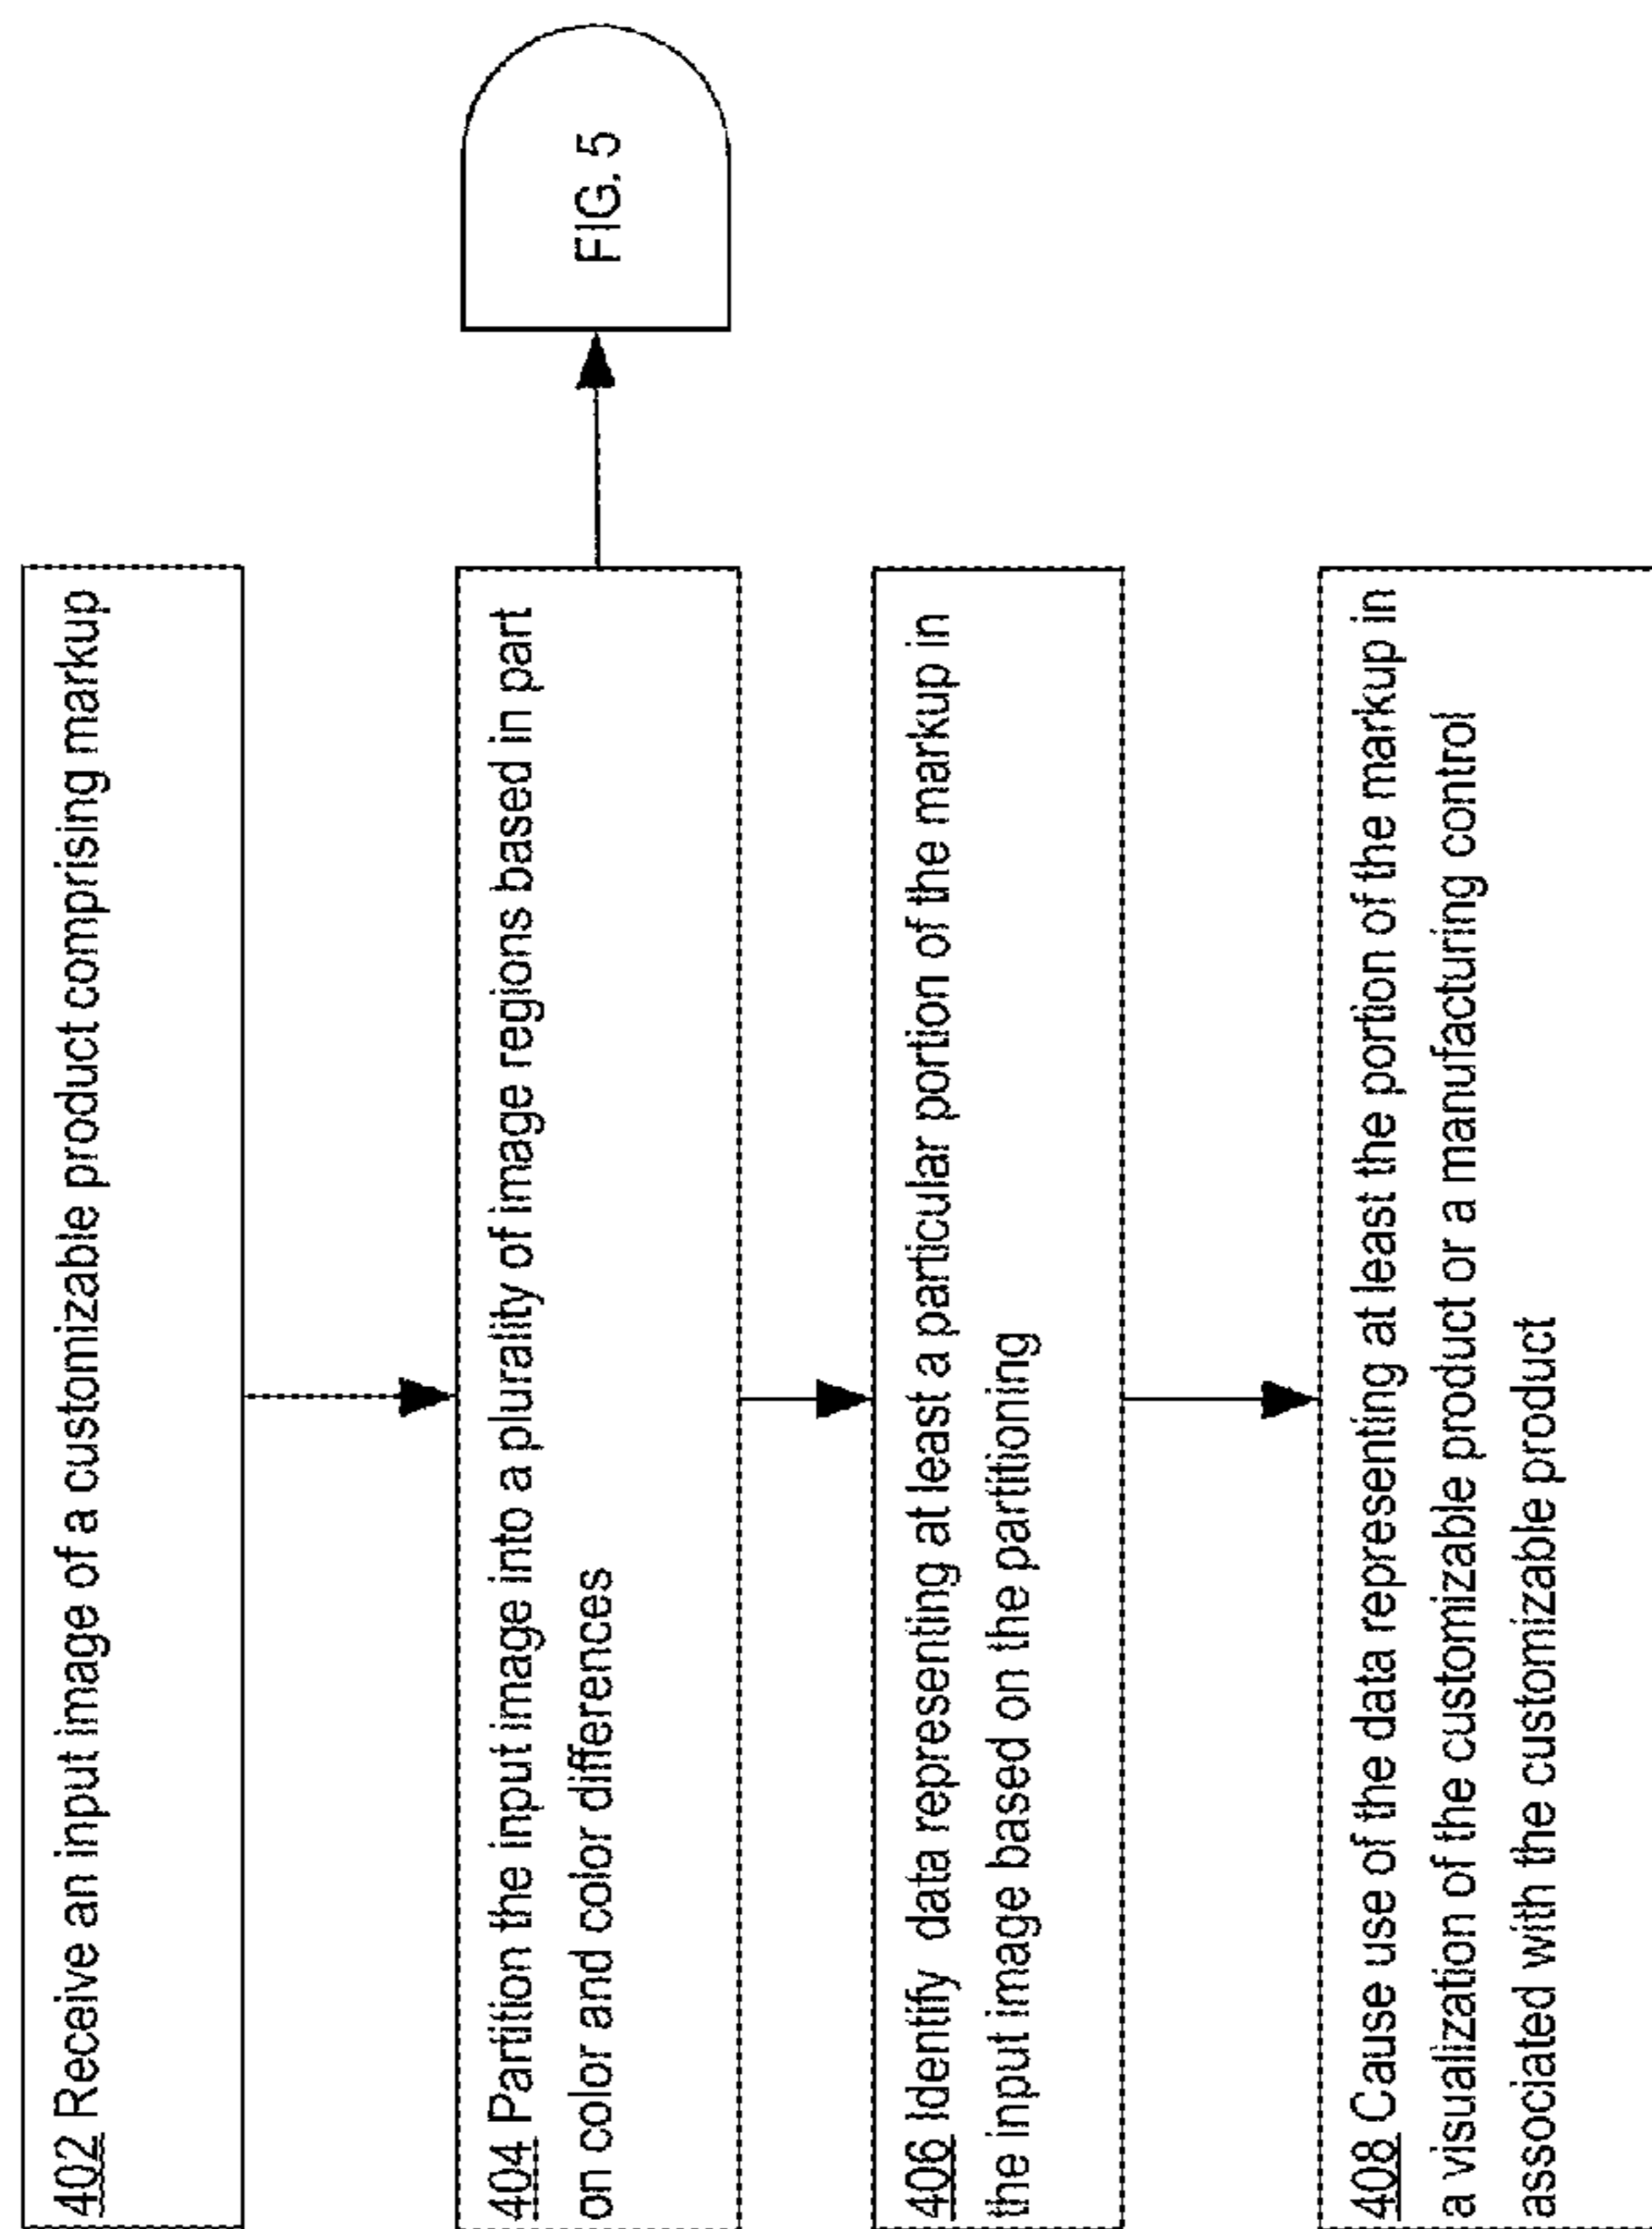 402 Receive an input image of a customizable product comprising markup
404 Partition the input image into a plurality of image regions based in part
on color and color differences
FIG. 5
406 Identify data representing at least a particular portion of the markup in
the input image based on the partitioning
408 Cause use of the data representing at least the portion of the markup in
a visualization of the customizable product or a manufacturing control
associated with the customizable product